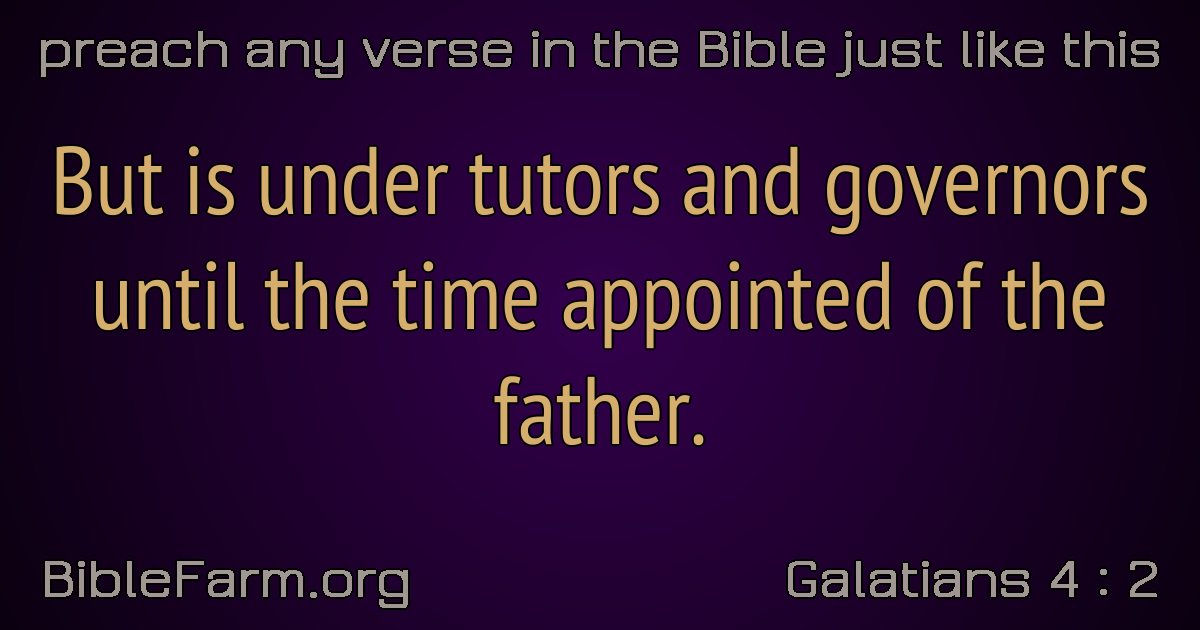 preach any verse in the Bible just like this
But is under tutors and governors
until the time appointed of the
father.
BibleFarm.org
Galatians 4 : 2